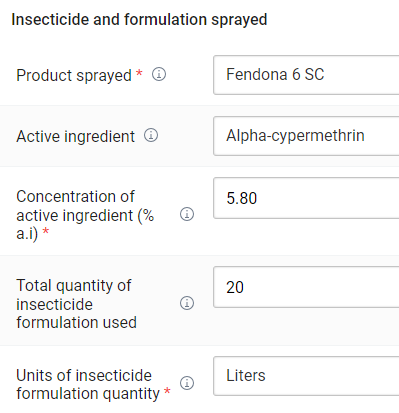 Insecticide and formulation sprayed
Product sprayed *
Fendona 6 SC
Active ingredient
Alpha-cypermethrin
Concentration of
active ingredient (%
a.i) *
5.80
Total quantity of
insecticide
formulation used
20
Units of insecticide
formulation quantity *
Liters